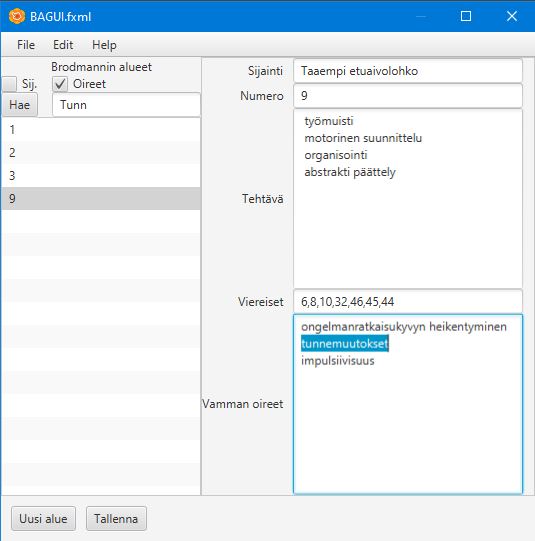 BAGUI.fxml
File Edit Help
Brodmannin alueet
Sij. Oireet
Hae Tunn
1
2
3
9
Sijainti Taaempi etuaivolohko
Numero 9
Tehtävä
työmuisti
motorinen suunnittelu
organisointi
abstrakti päättely
Viereiset 6,8,10,32,46,45,44
Vamman oireet
ongelmanratkaisukyvyn heikentyminen
tunnemuutokset
impulsiivisuus
Uusi alue Tallenna